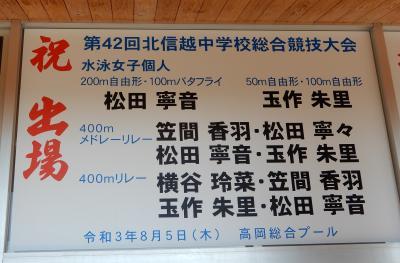 祝出場
第42回北信越中学校総合競技大会
水泳女子個人
200m自由形・100mバタフライ 50m自由形・100m自由形
松田 寧音 玉作 朱里
400m メドレーリレー 笠間 香羽・松田 寧々
松田 寧音・玉作 朱里
400mリレー 横谷 玲菜・笠間 香羽
玉作 朱里・松田 寧音
令和3年8月5日(木) 高岡総合プール